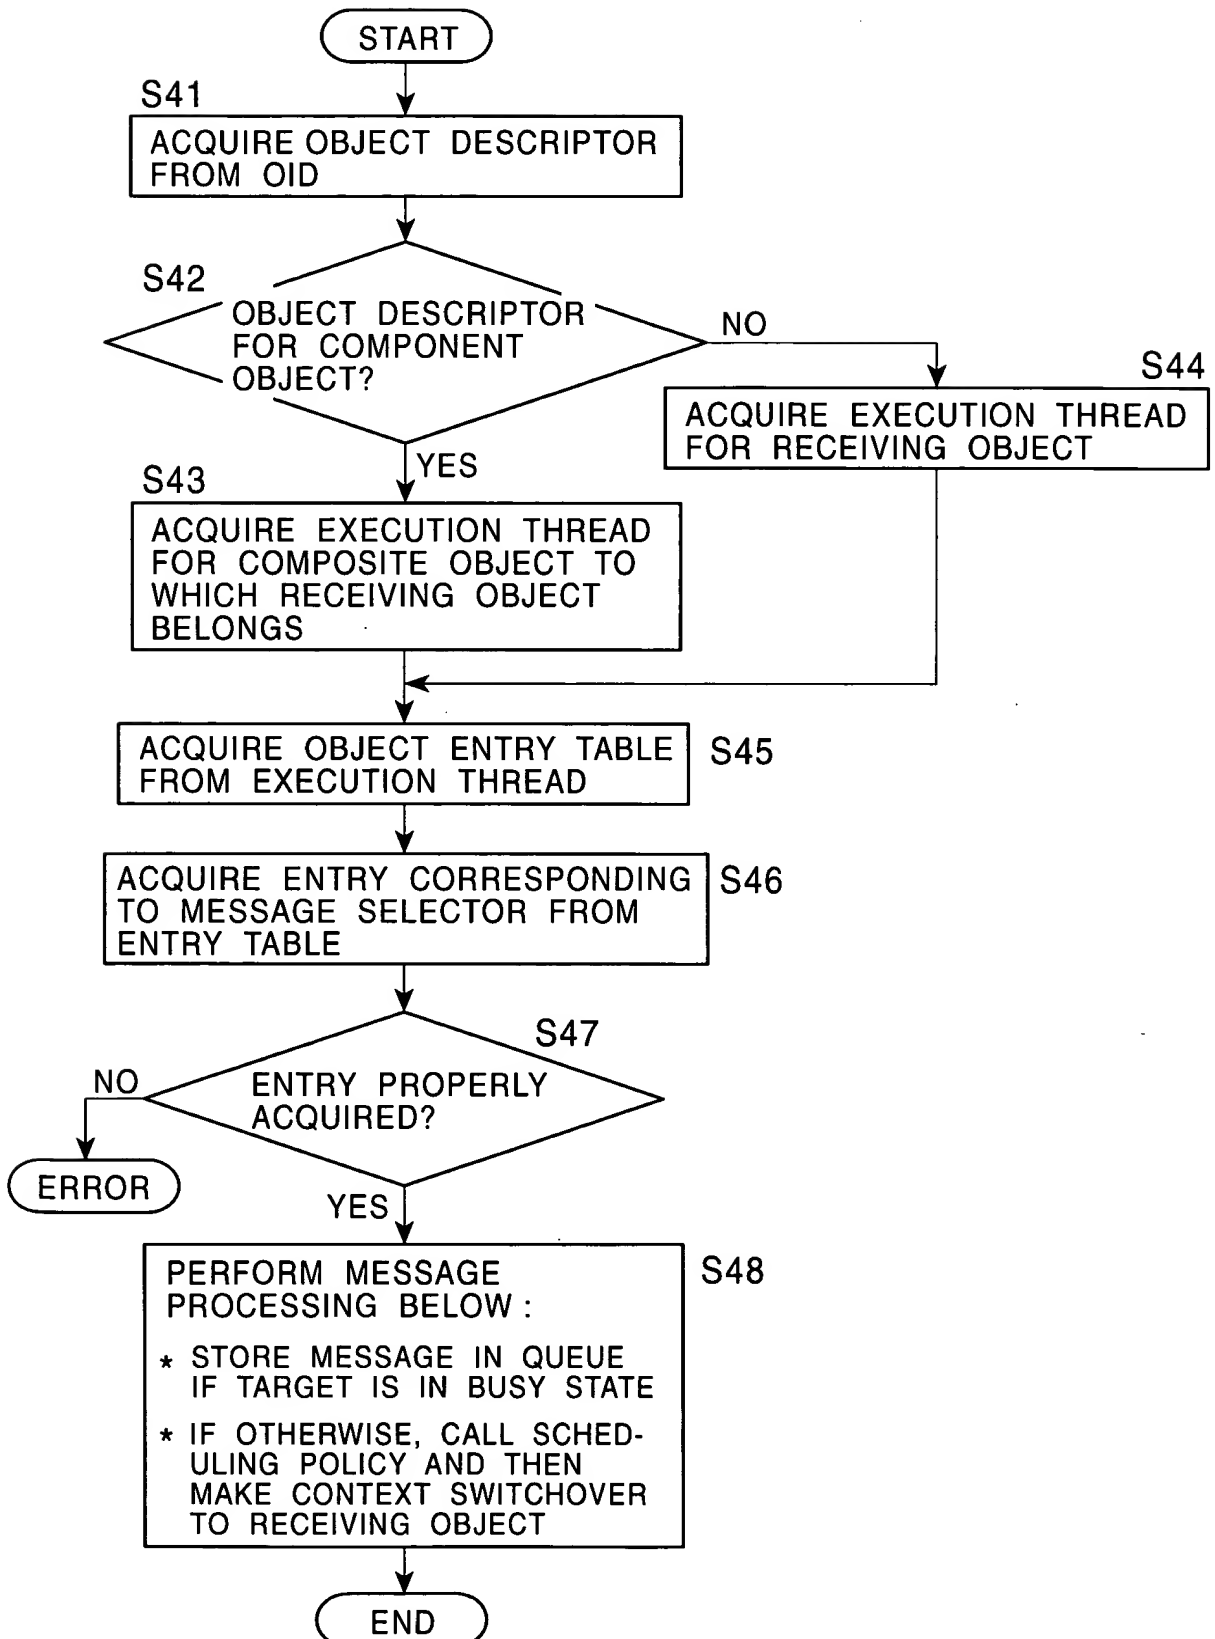 START
S41
ACQUIRE OBJECT DESCRIPTOR
FROM OID
S42
OBJECT DESCRIPTOR
FOR COMPONENT
OBJECT?
NO
S44
ACQUIRE EXECUTION THREAD
FOR RECEIVING OBJECT
YES
S43
ACQUIRE EXECUTION THREAD
FOR COMPOSITE OBJECT TO
WHICH RECEIVING OBJECT
BELONGS
ACQUIRE OBJECT ENTRY TABLE
FROM EXECUTION THREAD
S45
ACQUIRE ENTRY CORRESPONDING
TO MESSAGE SELECTOR FROM
ENTRY TABLE
S46
S47
ENTRY PROPERLY
ACQUIRED?
NO
ERROR
YES
S48
PERFORM MESSAGE
PROCESSING BELOW :
* STORE MESSAGE IN QUEUE
IF TARGET IS IN BUSY STATE
* IF OTHERWISE, CALL SCHED-
ULING POLICY AND THEN
MAKE CONTEXT SWITCHOVER
TO RECEIVING OBJECT
END